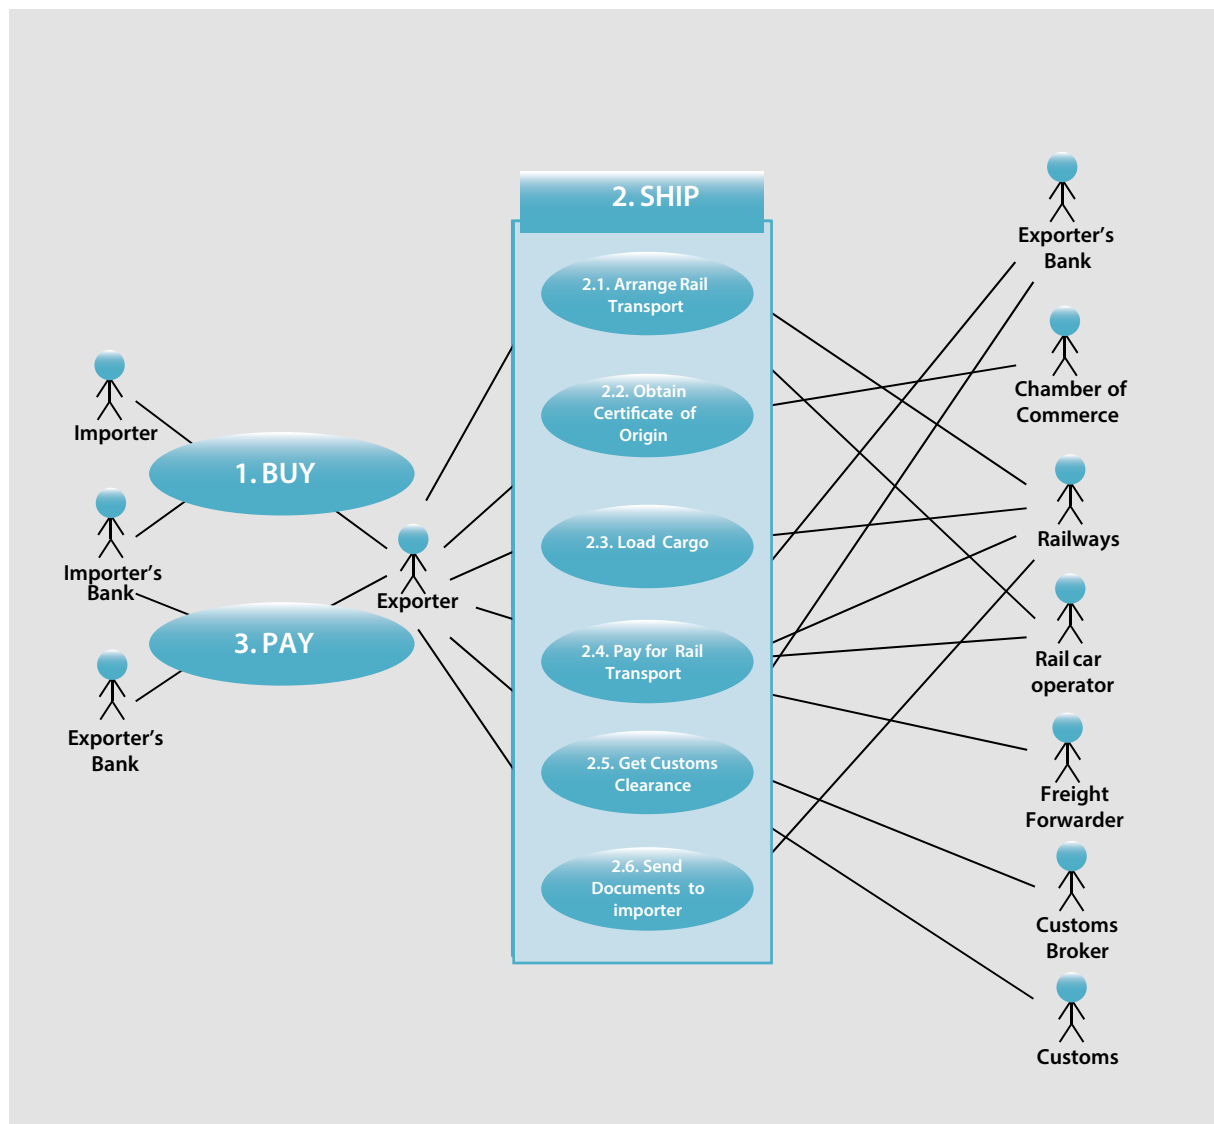 Importer
1. BUY
Importer's
Bank
3. PAY
Exporter's
Bank
Exporter
2. SHIP
2.1. Arrange Rail
Transport
2.2. Obtain
Certificate of
Origin
2.3. Load Cargo
2.4. Pay for Rail
Transport
2.5. Get Customs
Clearance
2.6. Send
Documents to
importer
Exporter's
Bank
Chamber of
Commerce
Railways
Rail car
operator
Freight
Forwarder
Customs
Broker
Customs